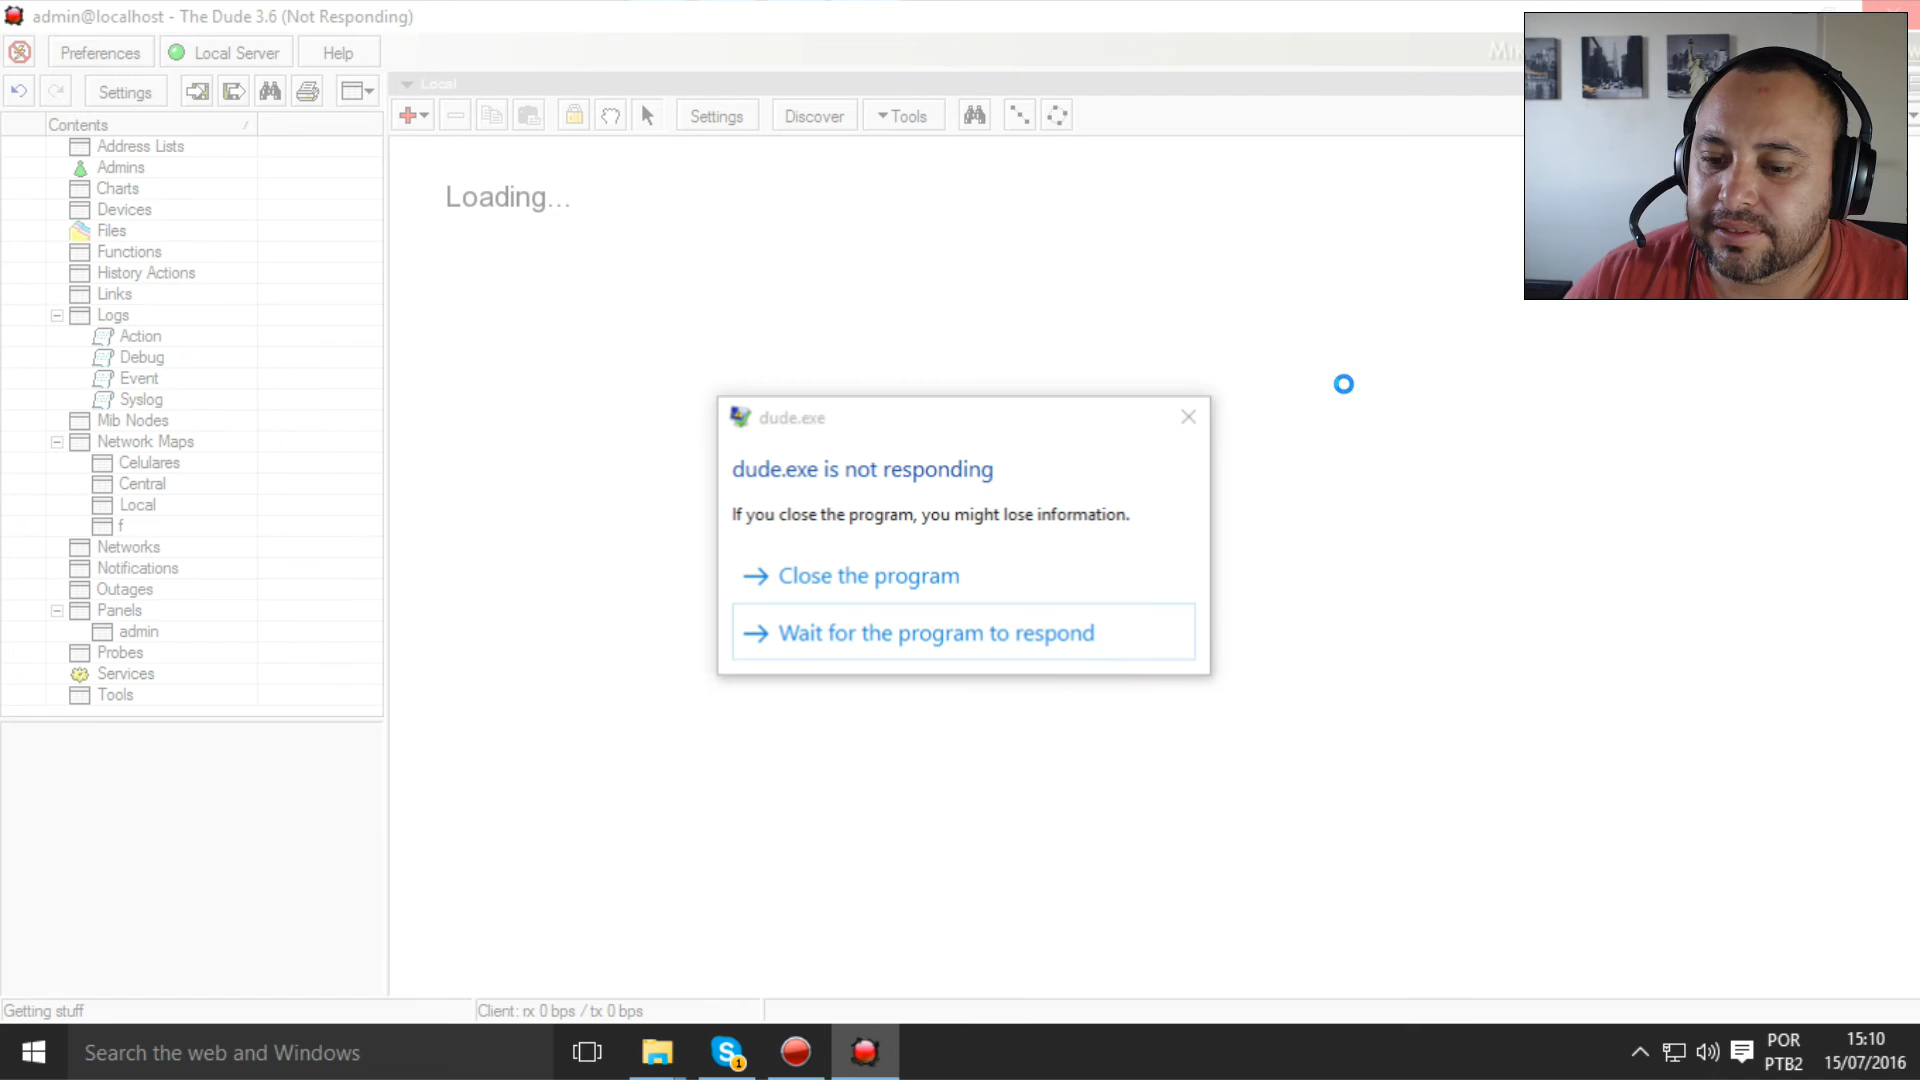 admin@localhost - The Dude 3.6 (Not Responding)
Preferences
Local Server
Help
Settings
Local
Settings
Discover
Tools
Contents
Address Lists
Admins
Charts
Devices
Files
Functions
History Actions
Links
Logs
Action
Debug
Event
Syslog
Mib Nodes
Network Maps
Celulares
Central
Local
f
Networks
Notifications
Outages
Panels
admin
Probes
Services
Tools
Loading...
dude.exe
dude.exe is not responding
If you close the program, you might lose information.
Close the program
Wait for the program to respond
Getting stuff
Client: rx 0 bps / tx 0 bps
Search the web and Windows
S
1
POR
PTB2
15:10
15/07/2016